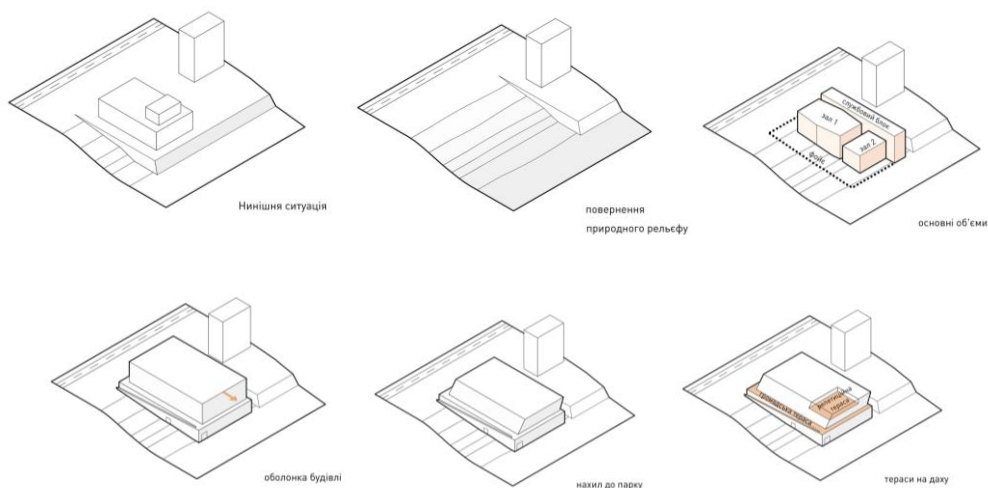 Нинішня ситуація
повернення
природного рельєфу
службовий блок
зал 1
зал 2
фойє
основні об'єми
оболонка будівлі
нахил до парку
громадська тераса
тераса
тераси на даху